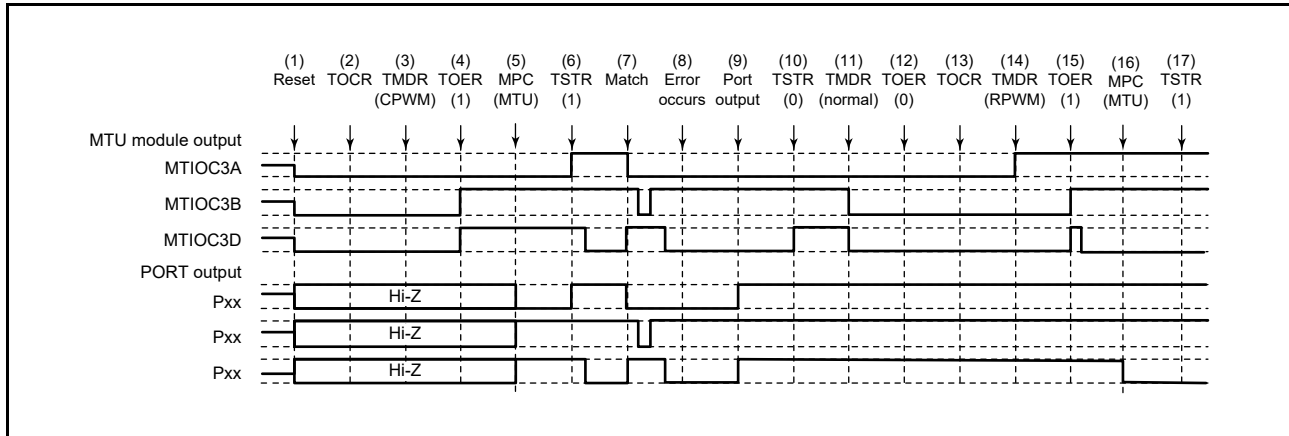 (1) (2) (3) (4) (5) (6) (7) (8) (9) (10) (11) (12) (13) (14) (15) (16) (17)
Reset TOCR TMDR TOER MPC TSTR Match Error Port TSTR TMDR TOER TOCR TMDR TOER MPC TSTR
(CPWM) (1) (MTU) (1) occurs output (0) (normal) (0) (RPWM) (1) (MTU) (1)
MTU module output
MTIOC3A
MTIOC3B
MTIOC3D
PORT output
Pxx Hi-Z
Pxx Hi-Z
Pxx Hi-Z